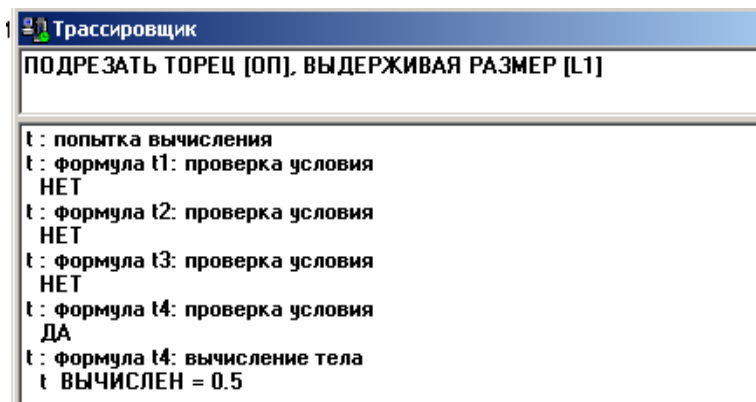 1
Трассировщик
ПОДРЕЗАТЬ ТОРЕЦ [ОП], ВЫДЕРЖИВАЯ РАЗМЕР [L1]
t : попытка вычисления
t : формула t1: проверка условия
НЕТ
t : формула t2: проверка условия
НЕТ
t : формула t3: проверка условия
НЕТ
t : формула t4: проверка условия
ДА
t : формула t4: вычисление тела
t ВЫЧИСЛЕН = 0.5